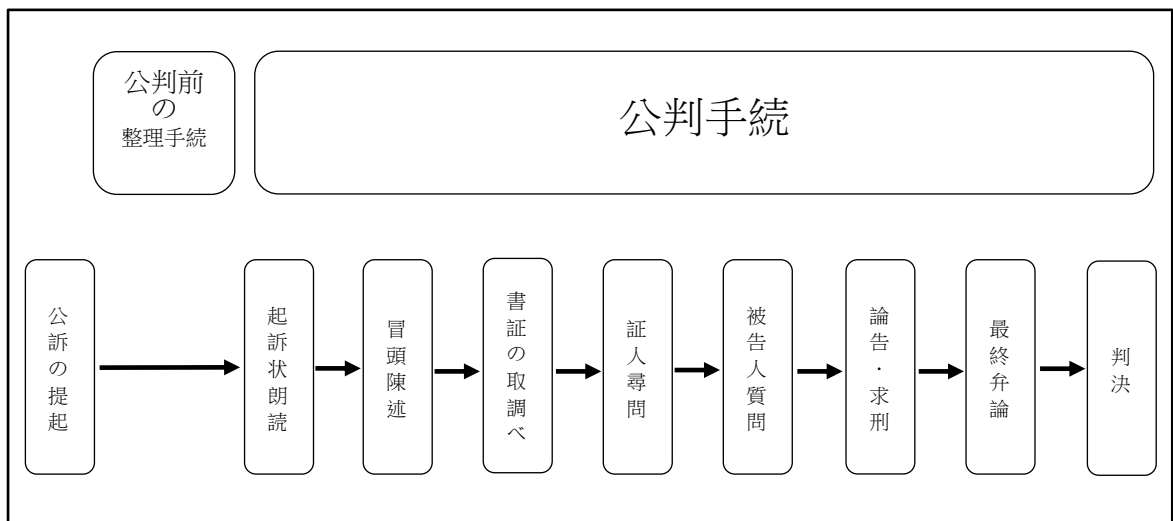 公判前
の
整理手続
公判手続
公訴の提起
起訴状朗読
冒頭陳述
書証の取調べ
証人尋問
被告人質問
論告・求刑
最終弁論
判決